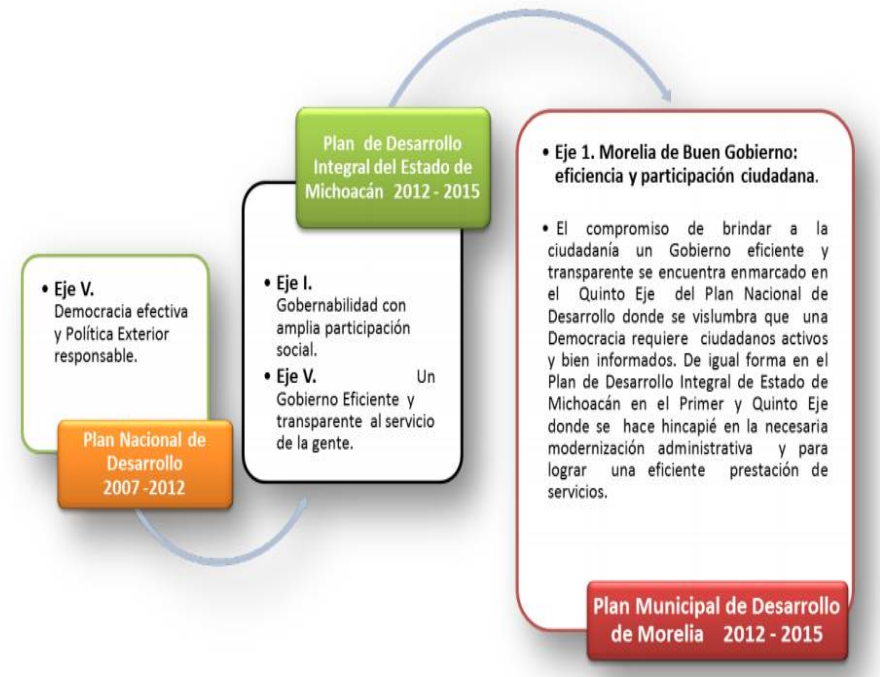 • Eje V.
Democracia efectiva
y Política Exterior
responsable.
Plan Nacional de
Desarrollo
2007 -2012
Plan de Desarrollo
Integral del Estado de
Michoacán 2012 - 2015
• Eje I.
Gobernabilidad con
amplia participación
social.
• Eje V. Un
Gobierno Eficiente y
transparente al servicio
de la gente.
• Eje 1. Morelia de Buen Gobierno:
eficiencia y participación ciudadana.
• El compromiso de brindar a la
ciudadanía un Gobierno eficiente y
transparente se encuentra enmarcado en
el Quinto Eje del Plan Nacional de
Desarrollo donde se vislumbra que una
Democracia requiere ciudadanos activos
y bien informados. De igual forma en el
Plan de Desarrollo Integral de Estado de
Michoacán en el Primer y Quinto Eje
donde se hace hincapié en la necesaria
modernización administrativa y para
lograr una eficiente prestación de
servicios.
Plan Municipal de Desarrollo
de Morelia 2012 - 2015